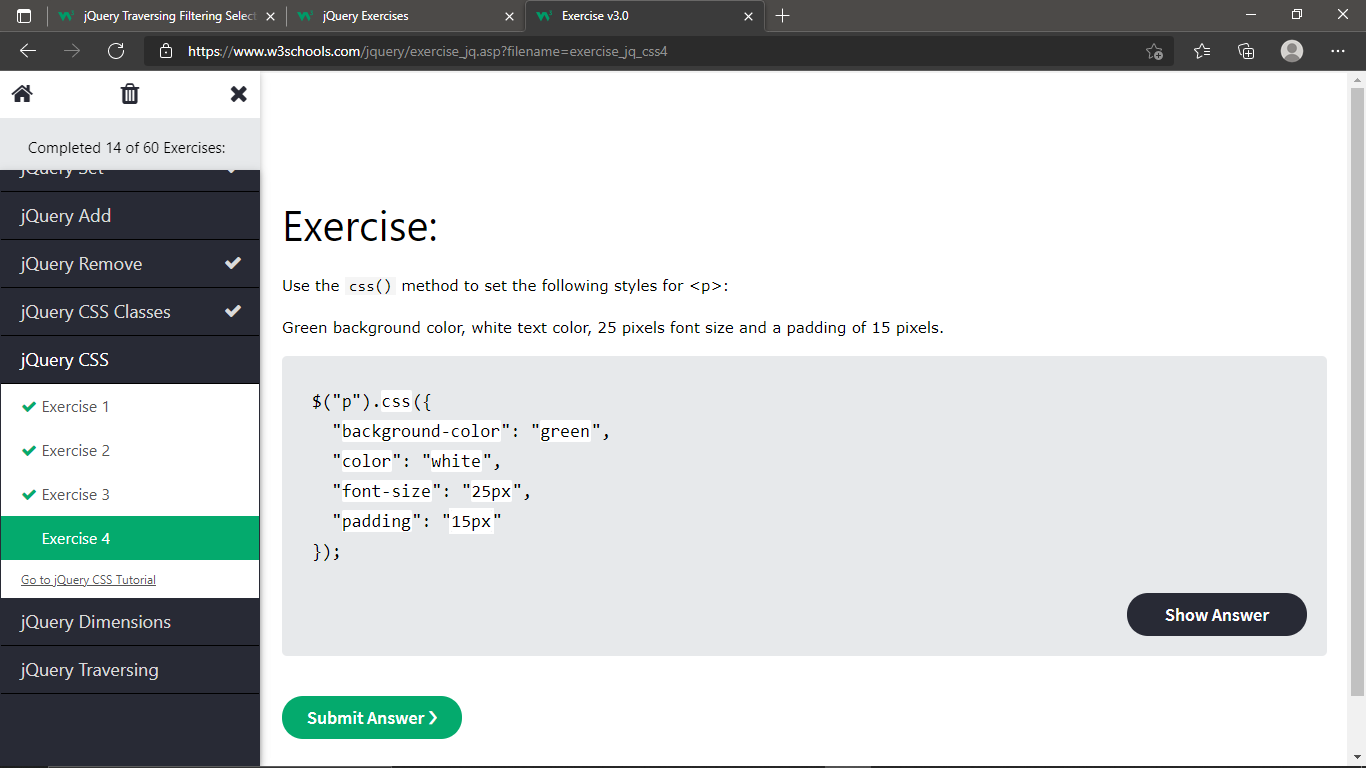 jQuery Traversing Filtering Select
jQuery Exercises
Exercise v3.0
https://www.w3schools.com/jquery/exercise_jq.asp?filename=exercise_jq_css4
Completed 14 of 60 Exercises:
jQuery Set
jQuery Add
jQuery Remove
jQuery CSS Classes
jQuery CSS
Exercise 1
Exercise 2
Exercise 3
Exercise 4
Go to jQuery CSS Tutorial
jQuery Dimensions
jQuery Traversing
Exercise:
Use the css() method to set the following styles for <p>:
Green background color, white text color, 25 pixels font size and a padding of 15 pixels.
$("p").css({
"background-color": "green",
"color": "white",
"font-size": "25px",
"padding": "15px"
});
Show Answer
Submit Answer ❯